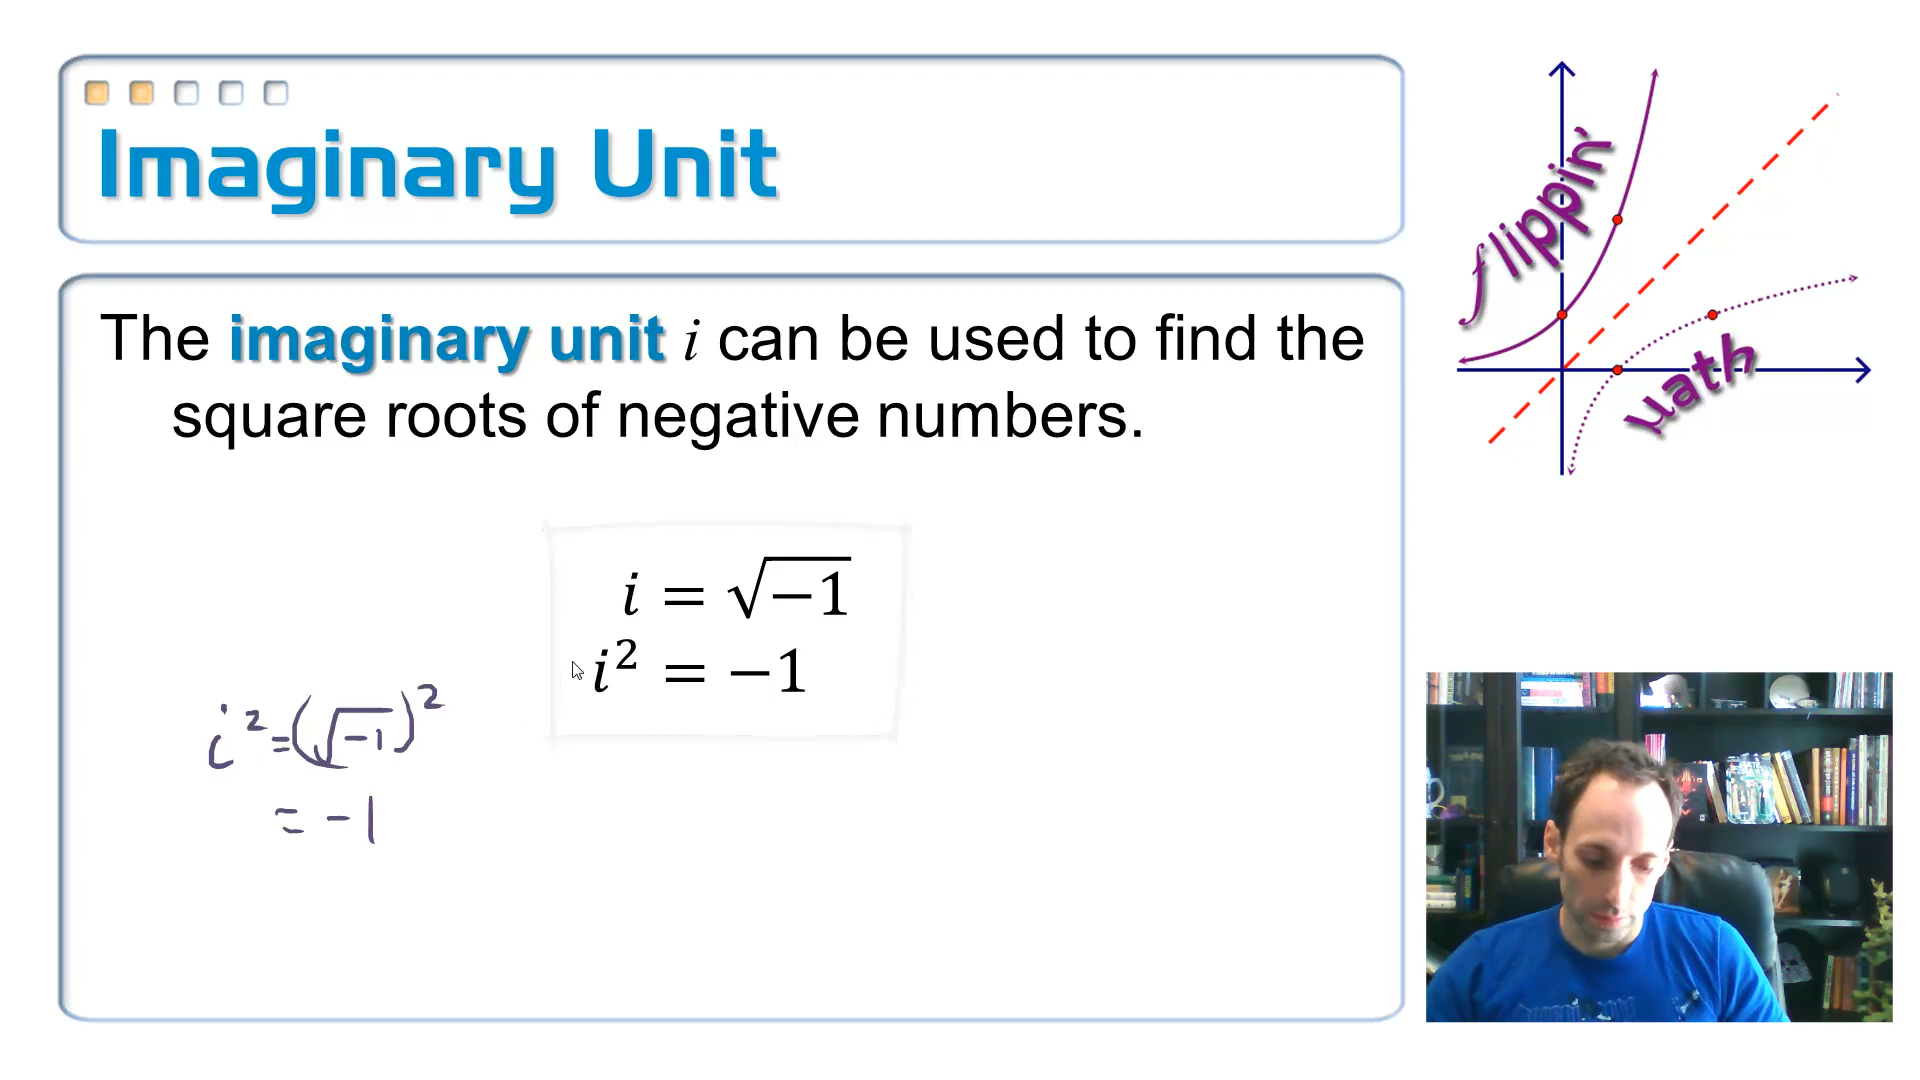 Imaginary Unit
The imaginary unit i can be used to find the
square roots of negative numbers.
i = √−1
i² = −1
i² = (√−1)²
= −1
flippin'
math